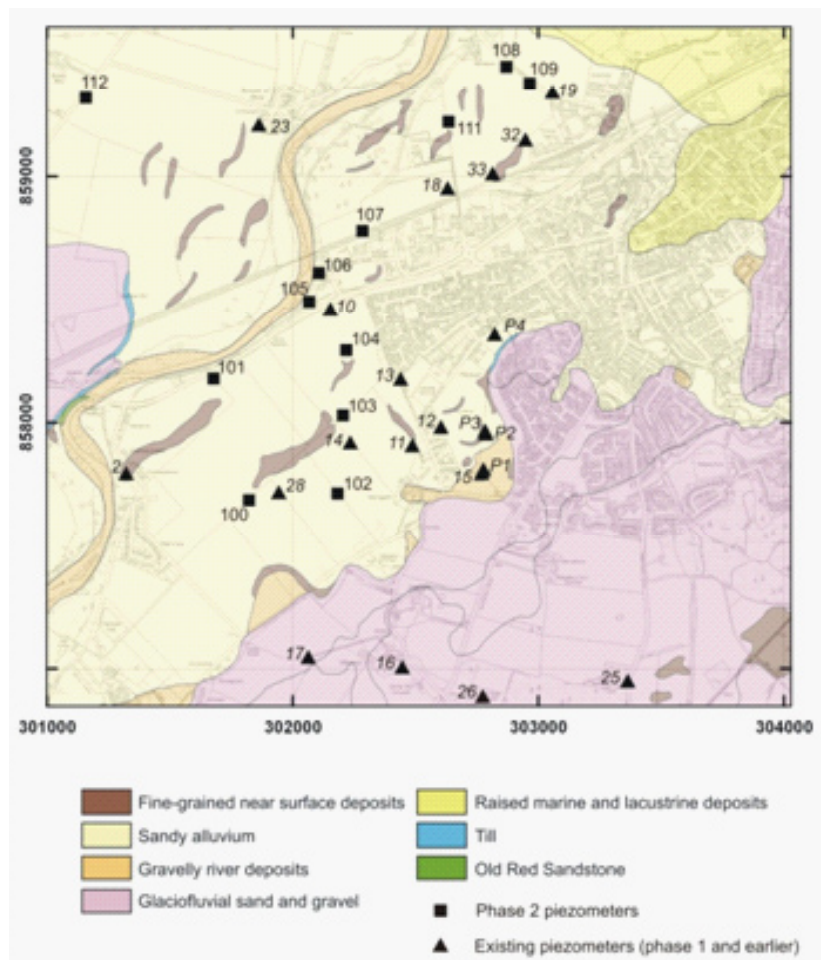 108
109
112
19
23
111
32
859000
33
18
107
106
105
10
P4
104
101
13
103
858000
12
P3
P2
14
11
2
P1
15
28
102
100
17
16
25
26
301000 302000 303000 304000
Fine-grained near surface deposits Raised marine and lacustrine deposits
Sandy alluvium Till
Gravelly river deposits Old Red Sandstone
Glaciofluvial sand and gravel
Phase 2 piezometers
Existing piezometers (phase 1 and earlier)